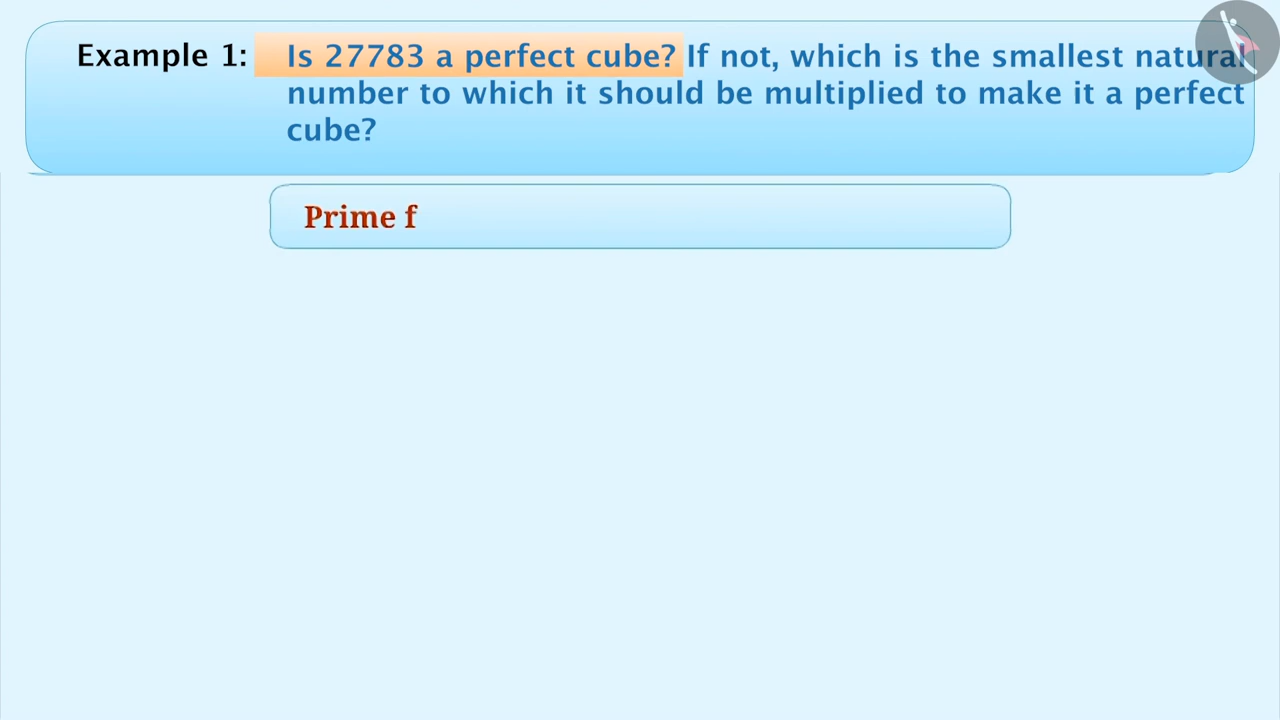 Example 1: Is 27783 a perfect cube? If not, which is the smallest natural
number to which it should be multiplied to make it a perfect
cube?
Prime f